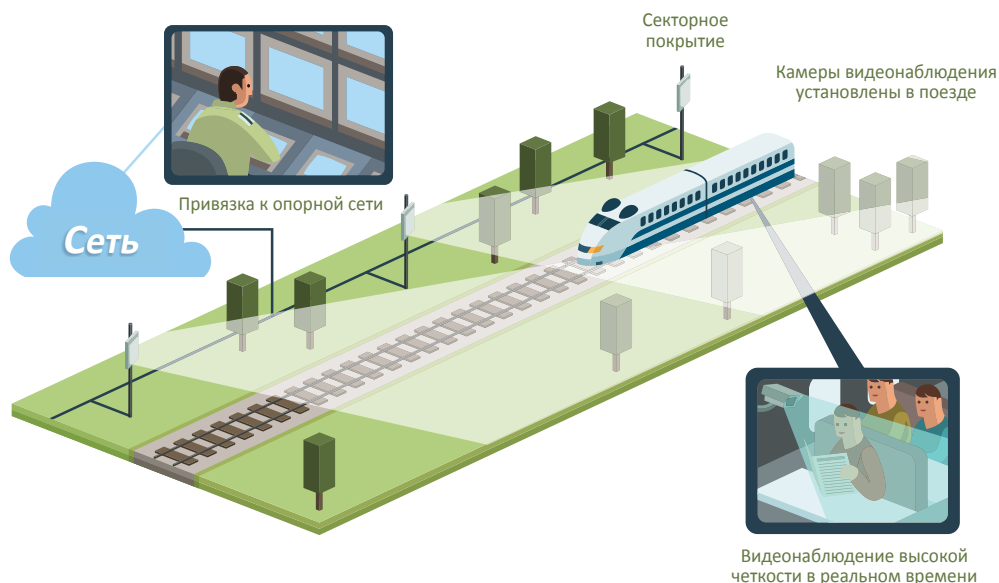 Секторное
покрытие
Камеры видеонаблюдения
установлены в поезде
Привязка к опорной сети
Сеть
Видеонаблюдение высокой
четкости в реальном времени